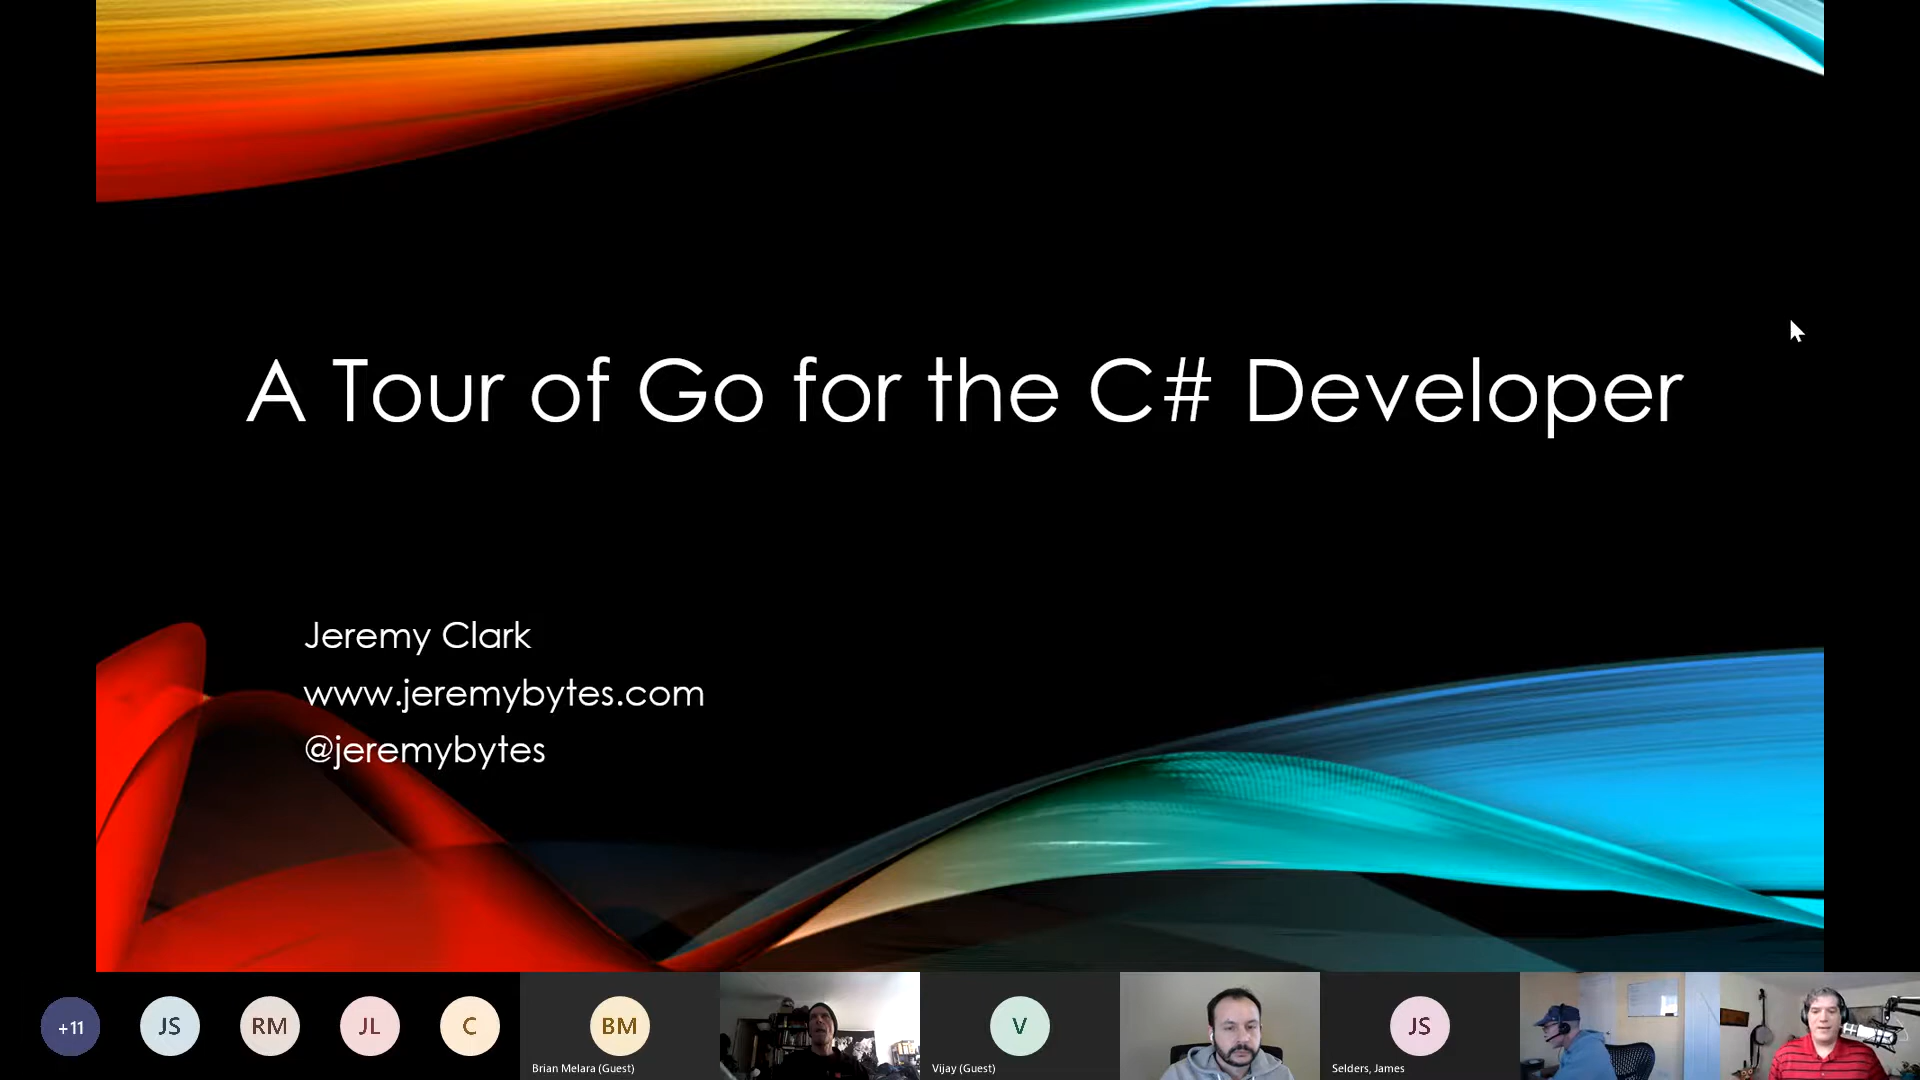 A Tour of Go for the C# Developer
Jeremy Clark
www.jeremybytes.com
@jeremybytes
+11
JS
RM
JL
C
BM
Brian Melara (Guest)
V
Vijay (Guest)
JS
Selders, James